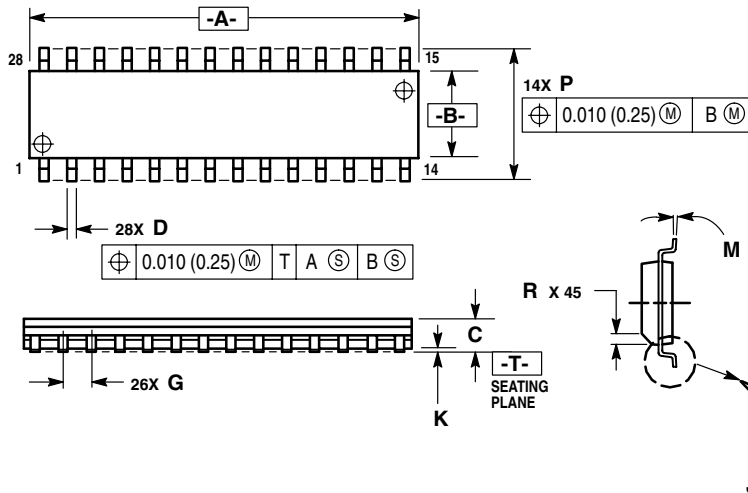 -A-
28
15
14X P
⌖ 0.010 (0.25) Ⓜ B Ⓜ
-B-
1
14
28X D
⌖ 0.010 (0.25) Ⓜ T A Ⓢ B Ⓢ
M
R X 45
C
-T-
SEATING
PLANE
26X G
K